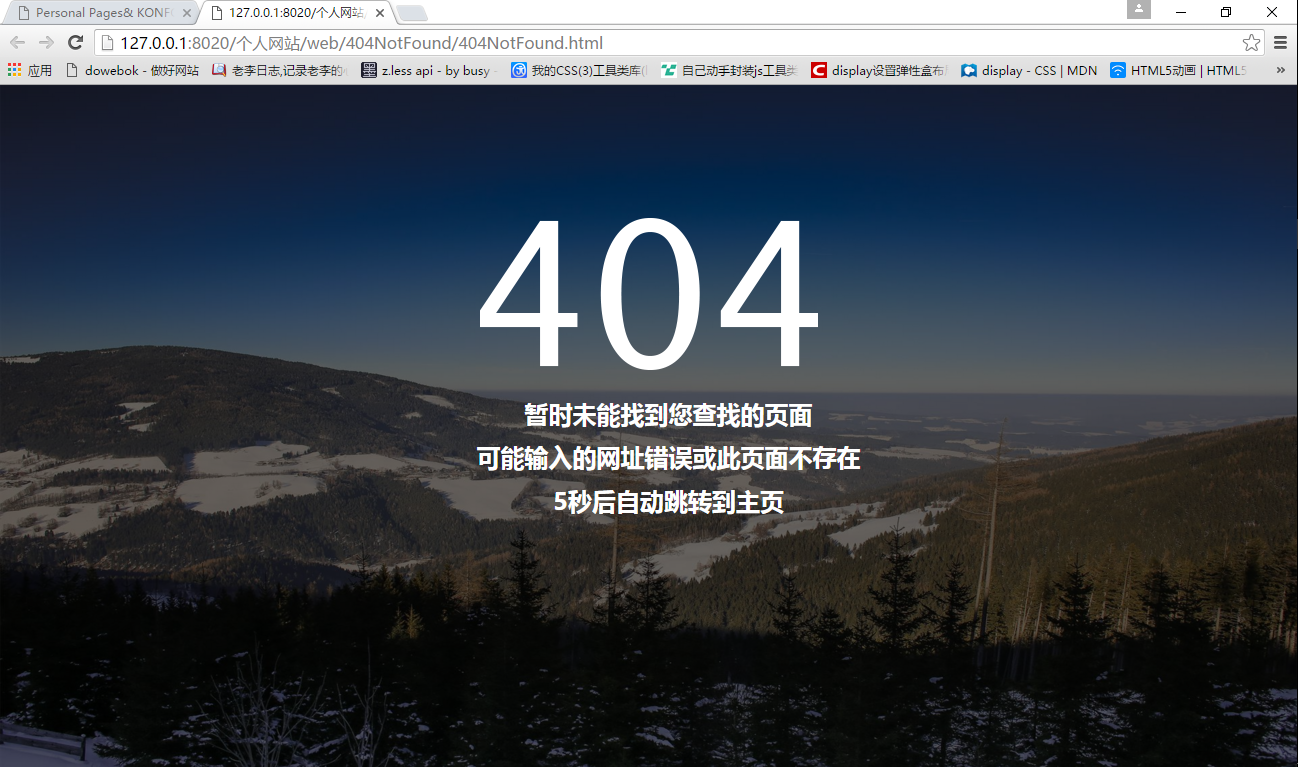 Personal Pages& KONF
127.0.0.1:8020/个人网站/
127.0.0.1:8020/个人网站/web/404NotFound/404NotFound.html
应用 dowebok - 做好网站 老李日志,记录老李的 z.less api - by busy 我的CSS(3)工具类库( 自己动手封装js工具类 display设置弹性盒布 display - CSS | MDN HTML5动画 | HTML5 »
404
暂时未能找到您查找的页面
可能输入的网址错误或此页面不存在
5秒后自动跳转到主页